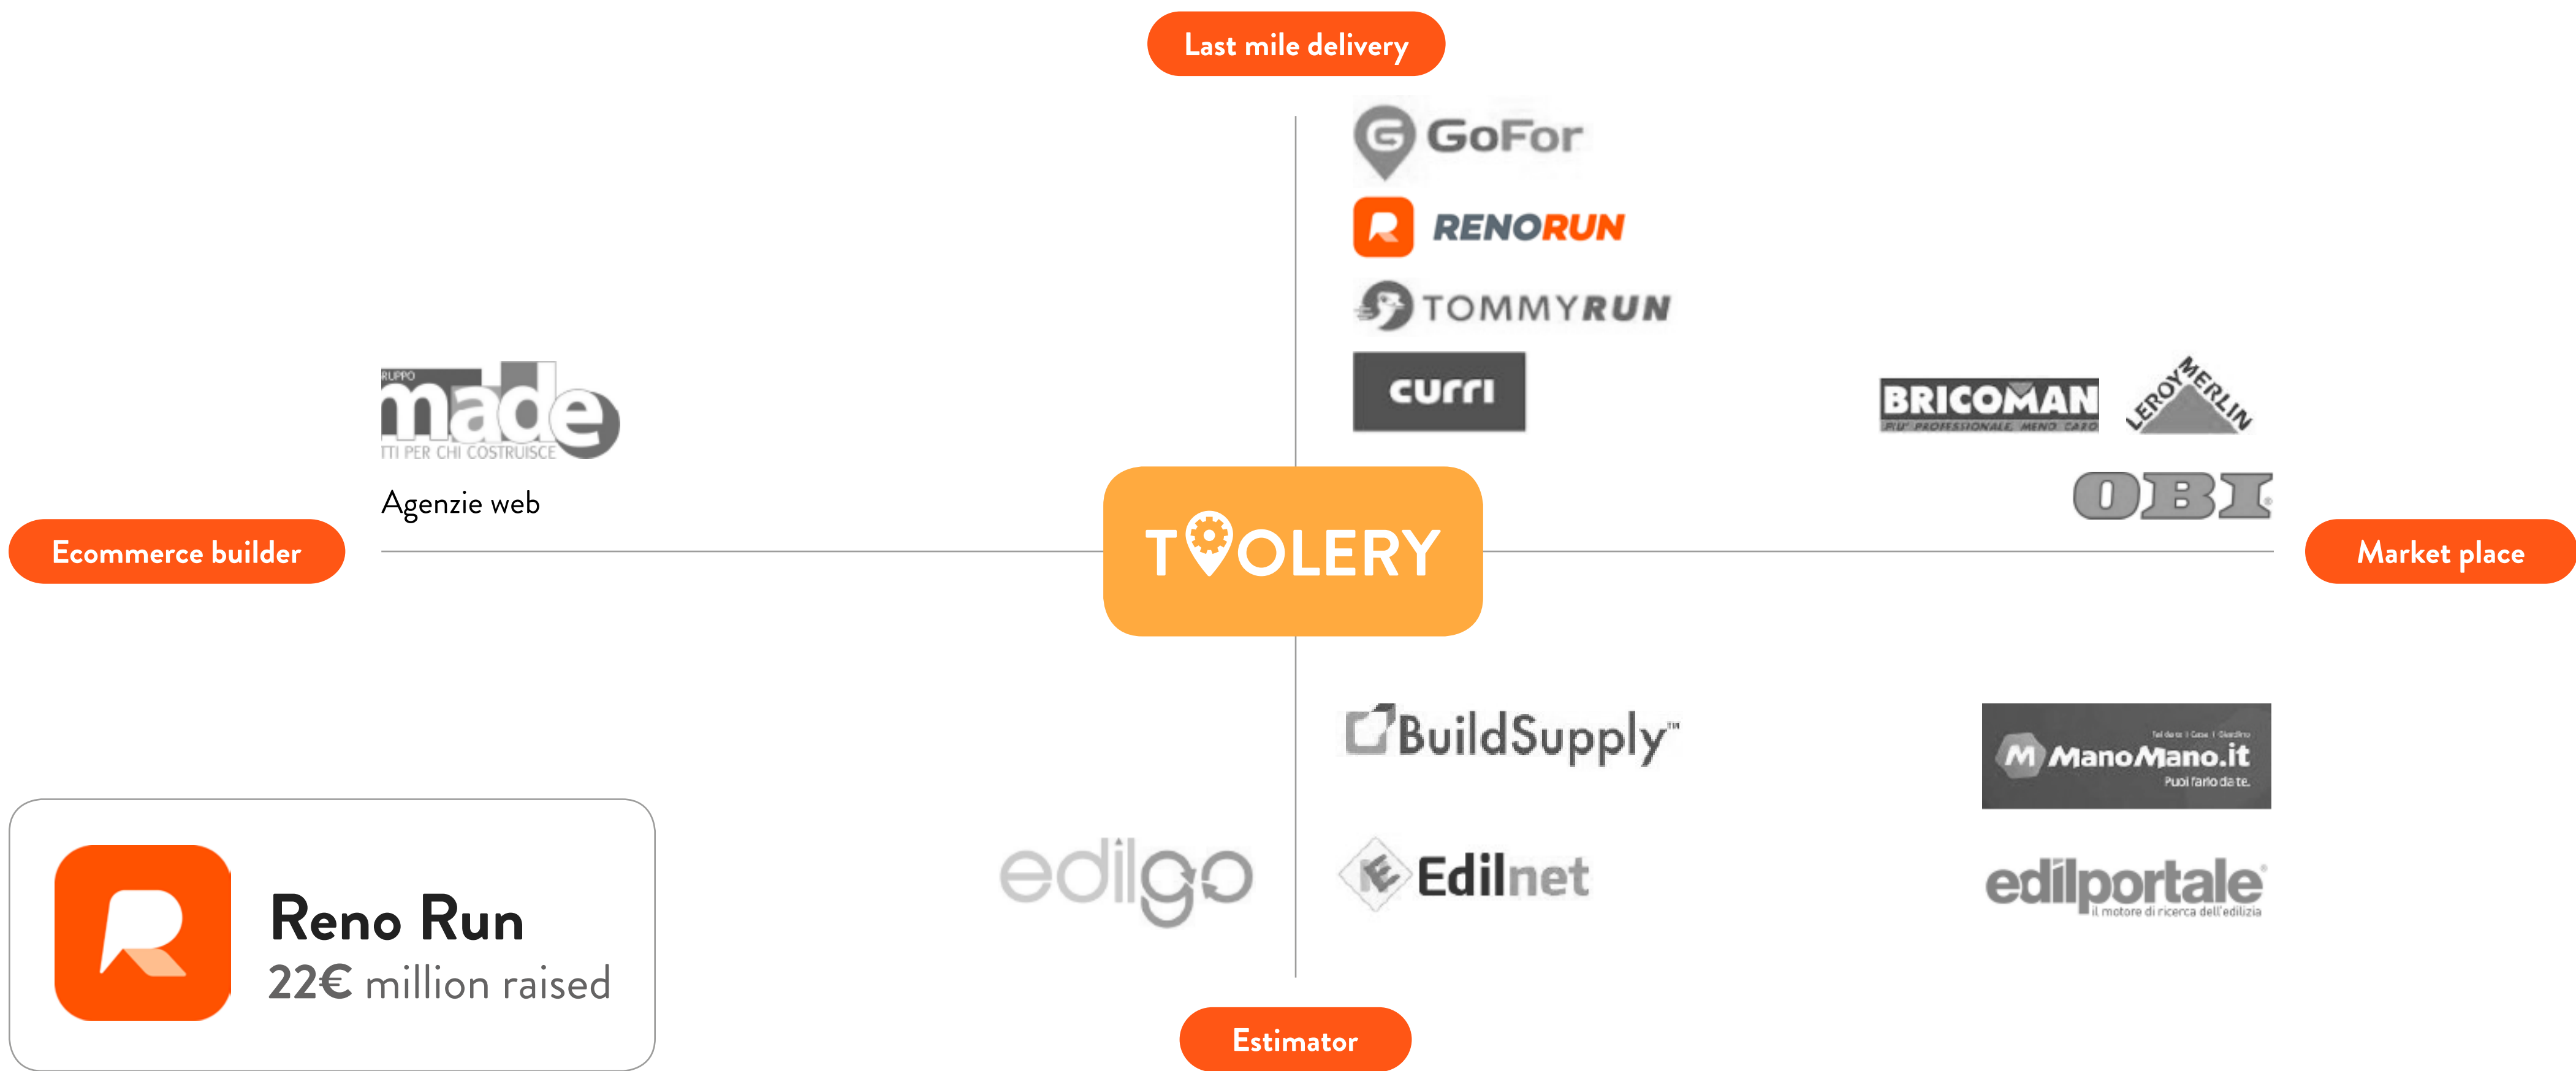 Last mile delivery
GoFor
RENORUN
TOMMYRUN
curri
RUPPO
made
TTI PER CHI COSTRUISCE
Agenzie web
BRICOMAN
PIU' PROFESSIONALE, MENO CARO
LEROY MERLIN
OBI
Ecommerce builder
TOOLERY
Market place
BuildSupply™
ManoMano.it
Puoi farlo da te.
edilgo
Edilnet
edilportale
il motore di ricerca dell'edilizia
Reno Run
22€ million raised
Estimator